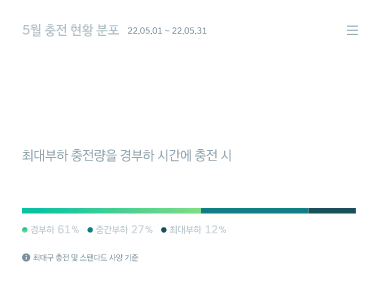 5월 충전 현황 분포 22.05.01 ~ 22.05.31
최대부하 충전량을 경부하 시간에 충전 시
경부하 61% 중간부하 27% 최대부하 12%
최대구 충전 및 스탠다드 사양 기준